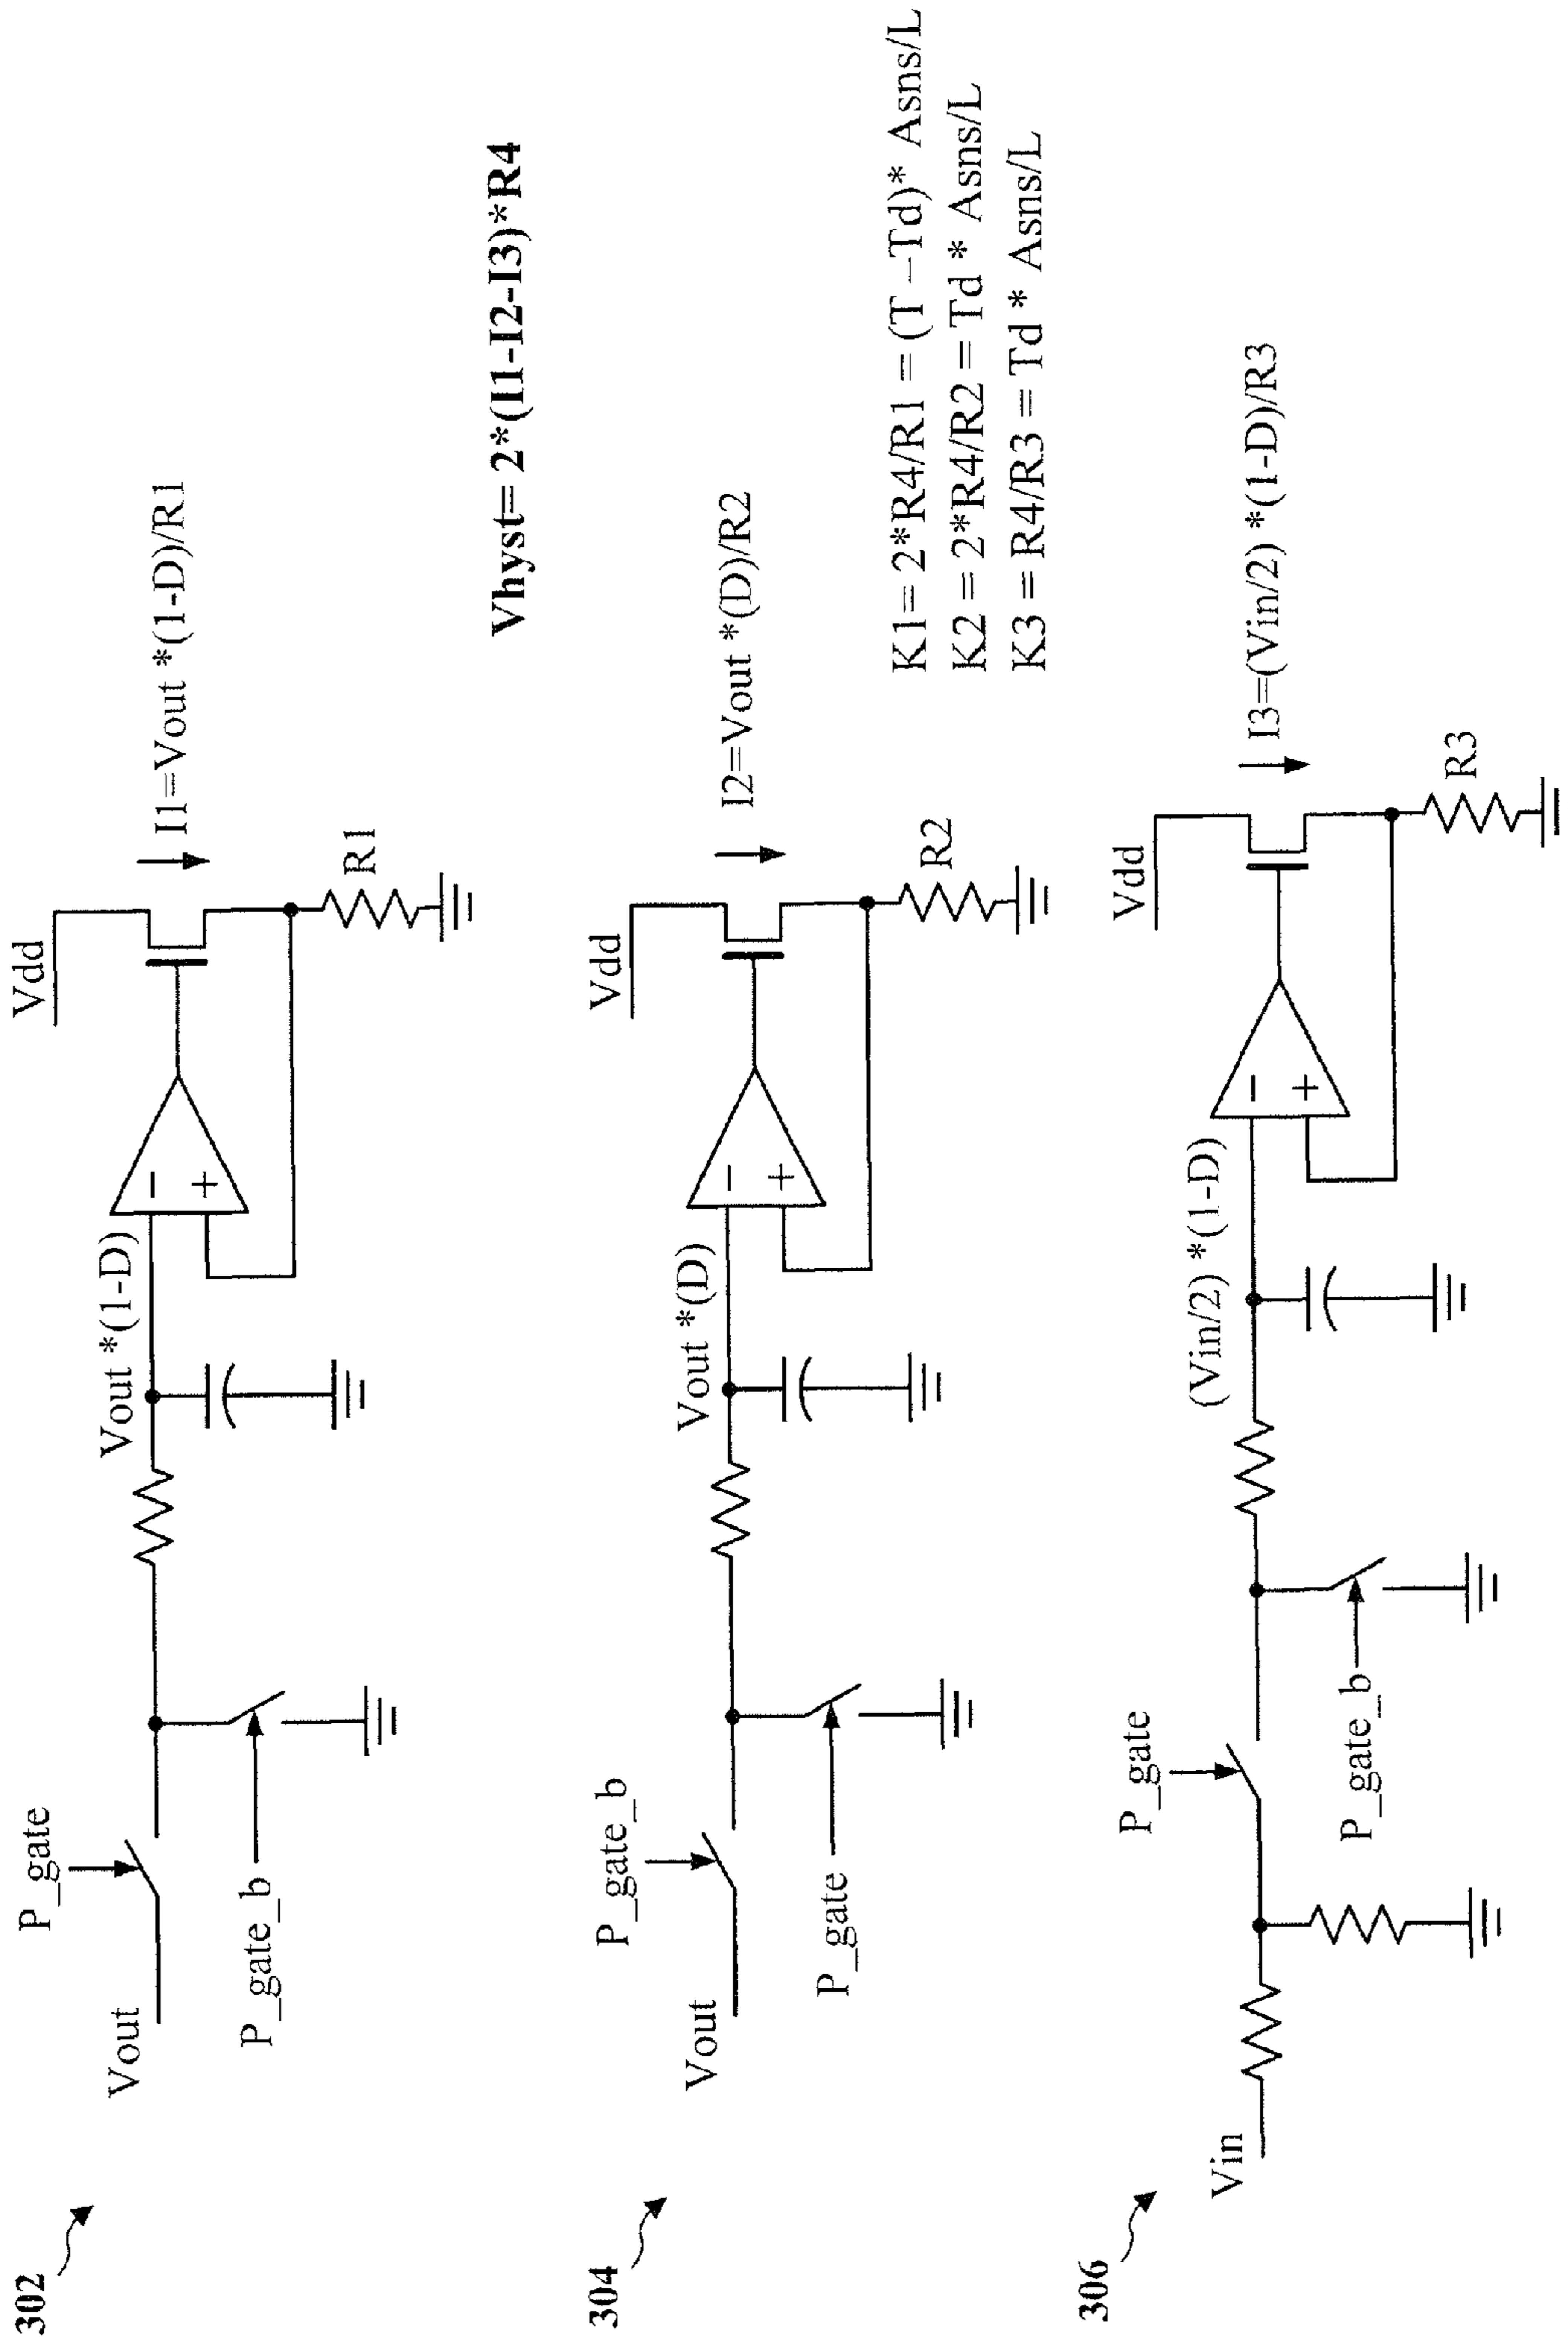 302
P_gate
Vout
P_gate_b
Vout *(1-D)
−
+
Vdd
I1=Vout *(1-D)/R1
R1
Vhyst= 2*(I1-I2-I3)*R4
304
P_gate_b
Vout
P_gate
Vout *(D)
−
+
Vdd
I2=Vout *(D)/R2
R2
K1= 2*R4/R1 = (T –Td)* Asns/L
K2 = 2*R4/R2 = Td * Asns/L
K3 = R4/R3 = Td * Asns/L
306
Vin
P_gate
P_gate_b
(Vin/2) *(1-D)
−
+
Vdd
I3=(Vin/2) *(1-D)/R3
R3